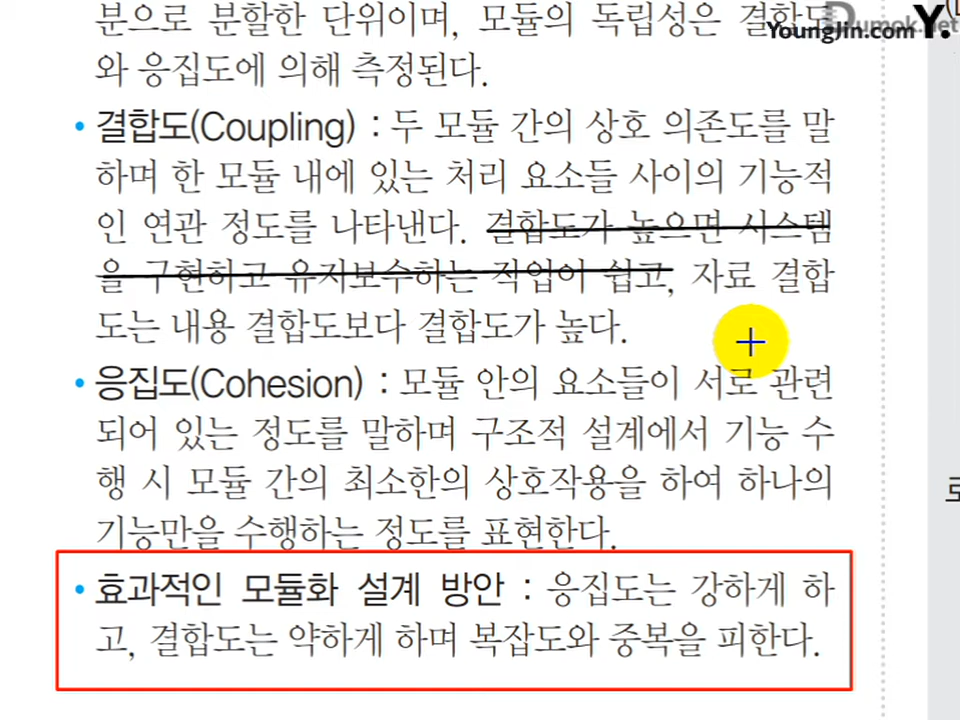 분으로 분할한 단위이며, 모듈의 독립성은 결합도
Dumok.net
YoungJin.com Y.
와 응집도에 의해 측정된다.
• 결합도(Coupling) : 두 모듈 간의 상호 의존도를 말
하며 한 모듈 내에 있는 처리 요소들 사이의 기능적
인 연관 정도를 나타낸다. 결합도가 높으면 시스템
을 구현하고 유지보수하는 작업이 쉽고, 자료 결합
도는 내용 결합도보다 결합도가 높다.
• 응집도(Cohesion) : 모듈 안의 요소들이 서로 관련
되어 있는 정도를 말하며 구조적 설계에서 기능 수
행 시 모듈 간의 최소한의 상호작용을 하여 하나의
기능만을 수행하는 정도를 표현한다.
• 효과적인 모듈화 설계 방안 : 응집도는 강하게 하
고, 결합도는 약하게 하며 복잡도와 중복을 피한다.